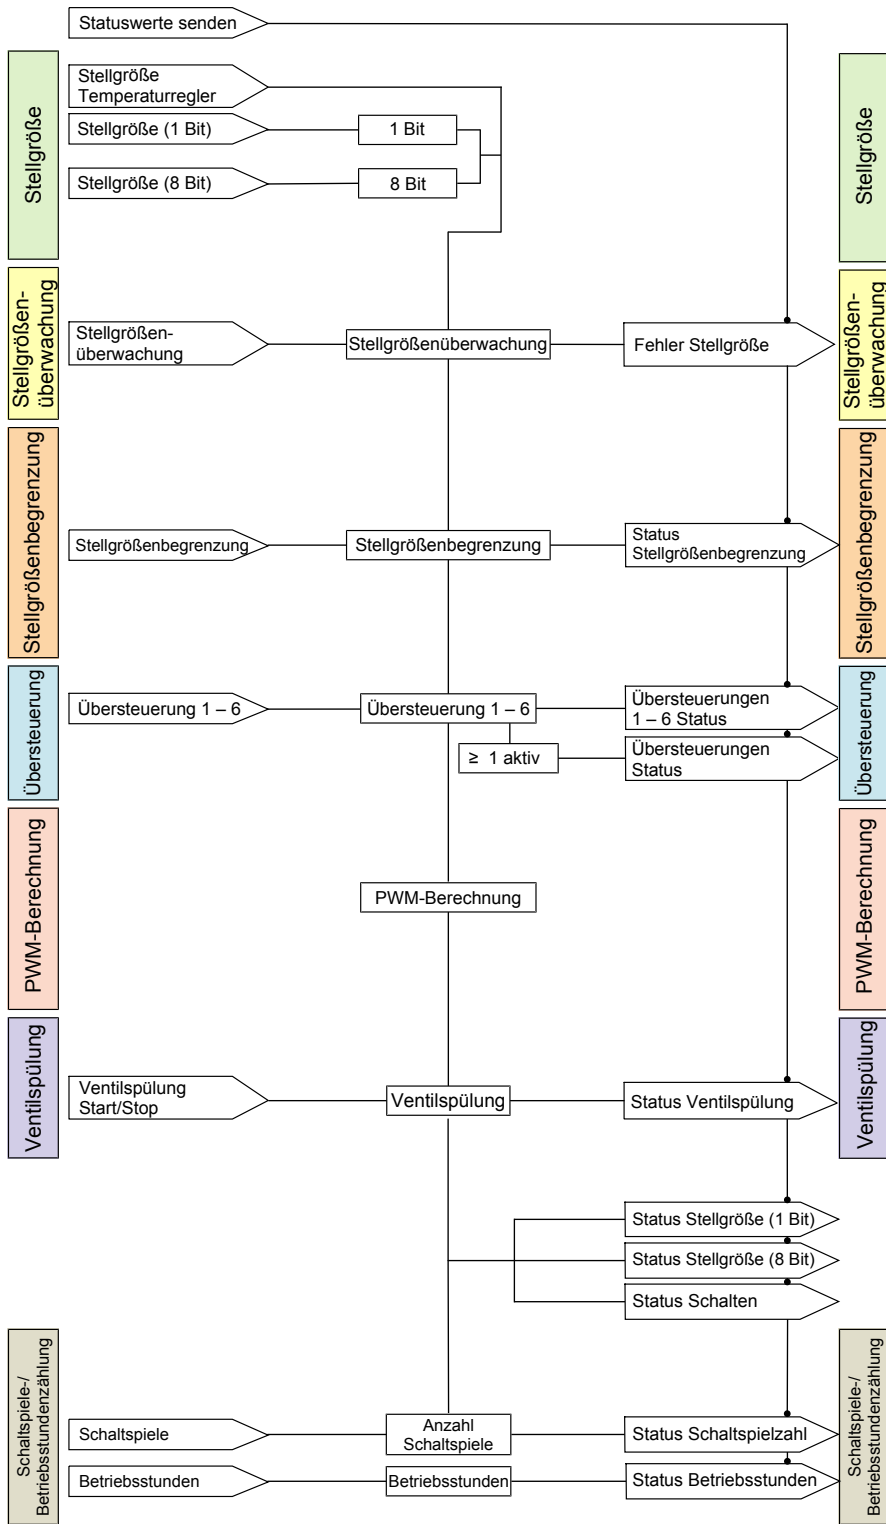 Statuswerte senden
Stellgröße
Stellgröße
Temperaturregler
Stellgröße (1 Bit)
1 Bit
Stellgröße (8 Bit)
8 Bit
Stellgröße
Stellgrößen-
überwachung
Stellgrößen-
überwachung
Stellgrößenüberwachung
Fehler Stellgröße
Stellgrößen-
überwachung
Stellgrößenbegrenzung
Stellgrößenbegrenzung
Stellgrößenbegrenzung
Status
Stellgrößenbegrenzung
Stellgrößenbegrenzung
Übersteuerung
Übersteuerung 1 – 6
Übersteuerung 1 – 6
Übersteuerungen
1 – 6 Status
≥ 1 aktiv
Übersteuerungen
Status
Übersteuerung
PWM-Berechnung
PWM-Berechnung
PWM-Berechnung
Ventilspülung
Ventilspülung
Start/Stop
Ventilspülung
Status Ventilspülung
Ventilspülung
Status Stellgröße (1 Bit)
Status Stellgröße (8 Bit)
Status Schalten
Schaltspiele-/
Betriebsstundenzählung
Schaltspiele
Anzahl
Schaltspiele
Status Schaltspielzahl
Betriebsstunden
Betriebsstunden
Status Betriebsstunden
Schaltspiele-/
Betriebsstundenzählung